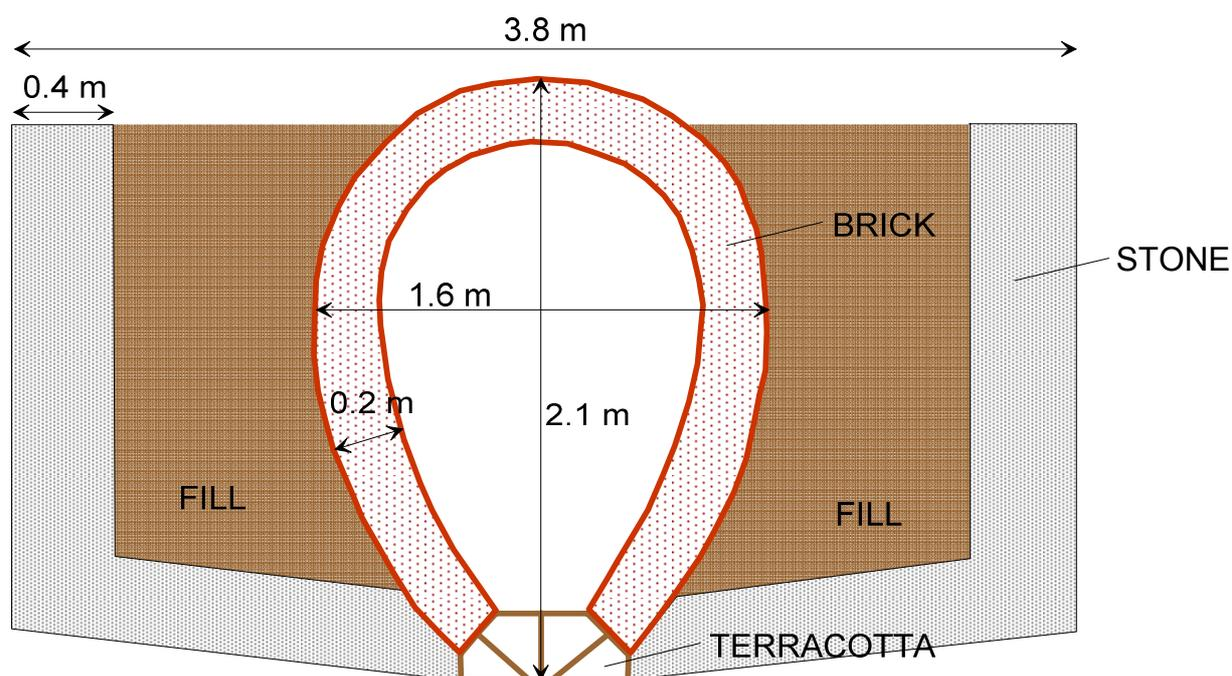 3.8 m
0.4 m
BRICK
STONE
1.6 m
0.2 m
2.1 m
FILL
FILL
TERRACOTTA